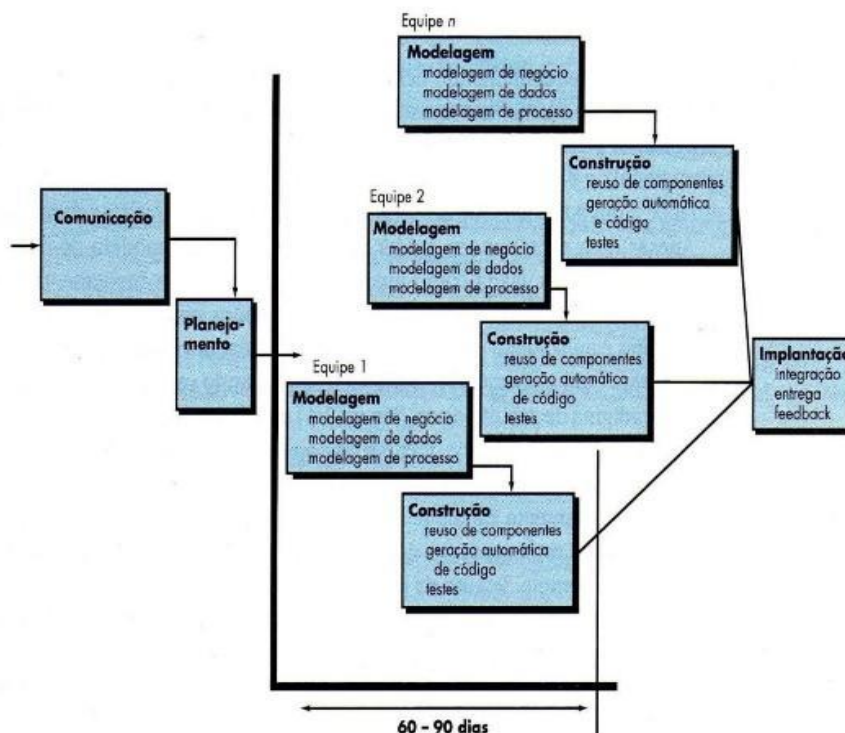 Equipe n
Modelagem
modelagem de negócio
modelagem de dados
modelagem de processo
Construção
reuso de componentes
geração automática
e código
testes
Equipe 2
Modelagem
modelagem de negócio
modelagem de dados
modelagem de processo
Construção
reuso de componentes
geração automática
de código
testes
Comunicação
Planeja-
mento
Equipe 1
Modelagem
modelagem de negócio
modelagem de dados
modelagem de processo
Construção
reuso de componentes
geração automática
de código
testes
Implantação
integração
entrega
feedback
60 – 90 dias